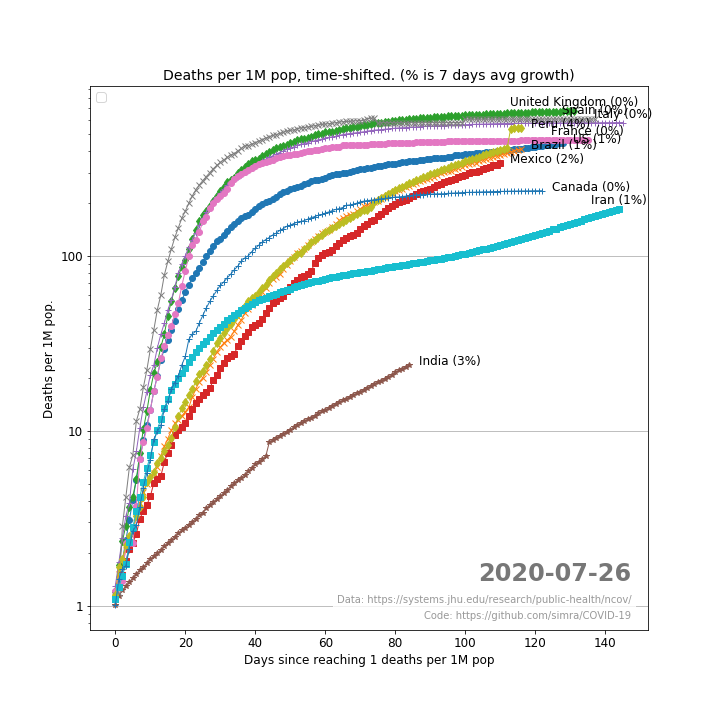 Deaths per 1M pop, time-shifted. (% is 7 days avg growth)
United Kingdom (0%)
Spain (0%)
Italy (0%)
Peru (4%)
France (0%)
US (1%)
Brazil (1%)
Mexico (2%)
Canada (0%)
Iran (1%)
India (3%)
100
10
1
Deaths per 1M pop.
2020-07-26
Data: https://systems.jhu.edu/research/public-health/ncov/
Code: https://github.com/simra/COVID-19
0 20 40 60 80 100 120 140
Days since reaching 1 deaths per 1M pop